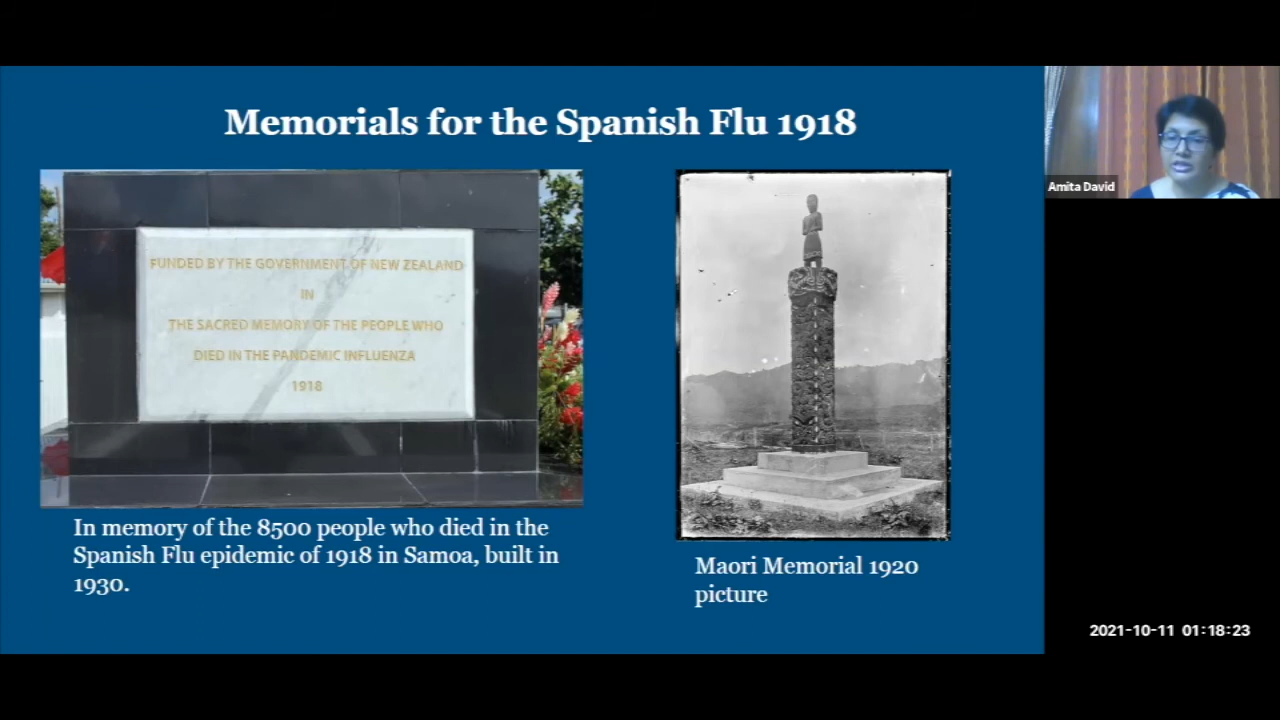 Memorials for the Spanish Flu 1918
FUNDED BY THE GOVERNMENT OF NEW ZEALAND
IN
THE SACRED MEMORY OF THE PEOPLE WHO
DIED IN THE PANDEMIC INFLUENZA
1918
In memory of the 8500 people who died in the
Spanish Flu epidemic of 1918 in Samoa, built in
1930.
Maori Memorial 1920
picture
Amita David
2021-10-11 01:18:23